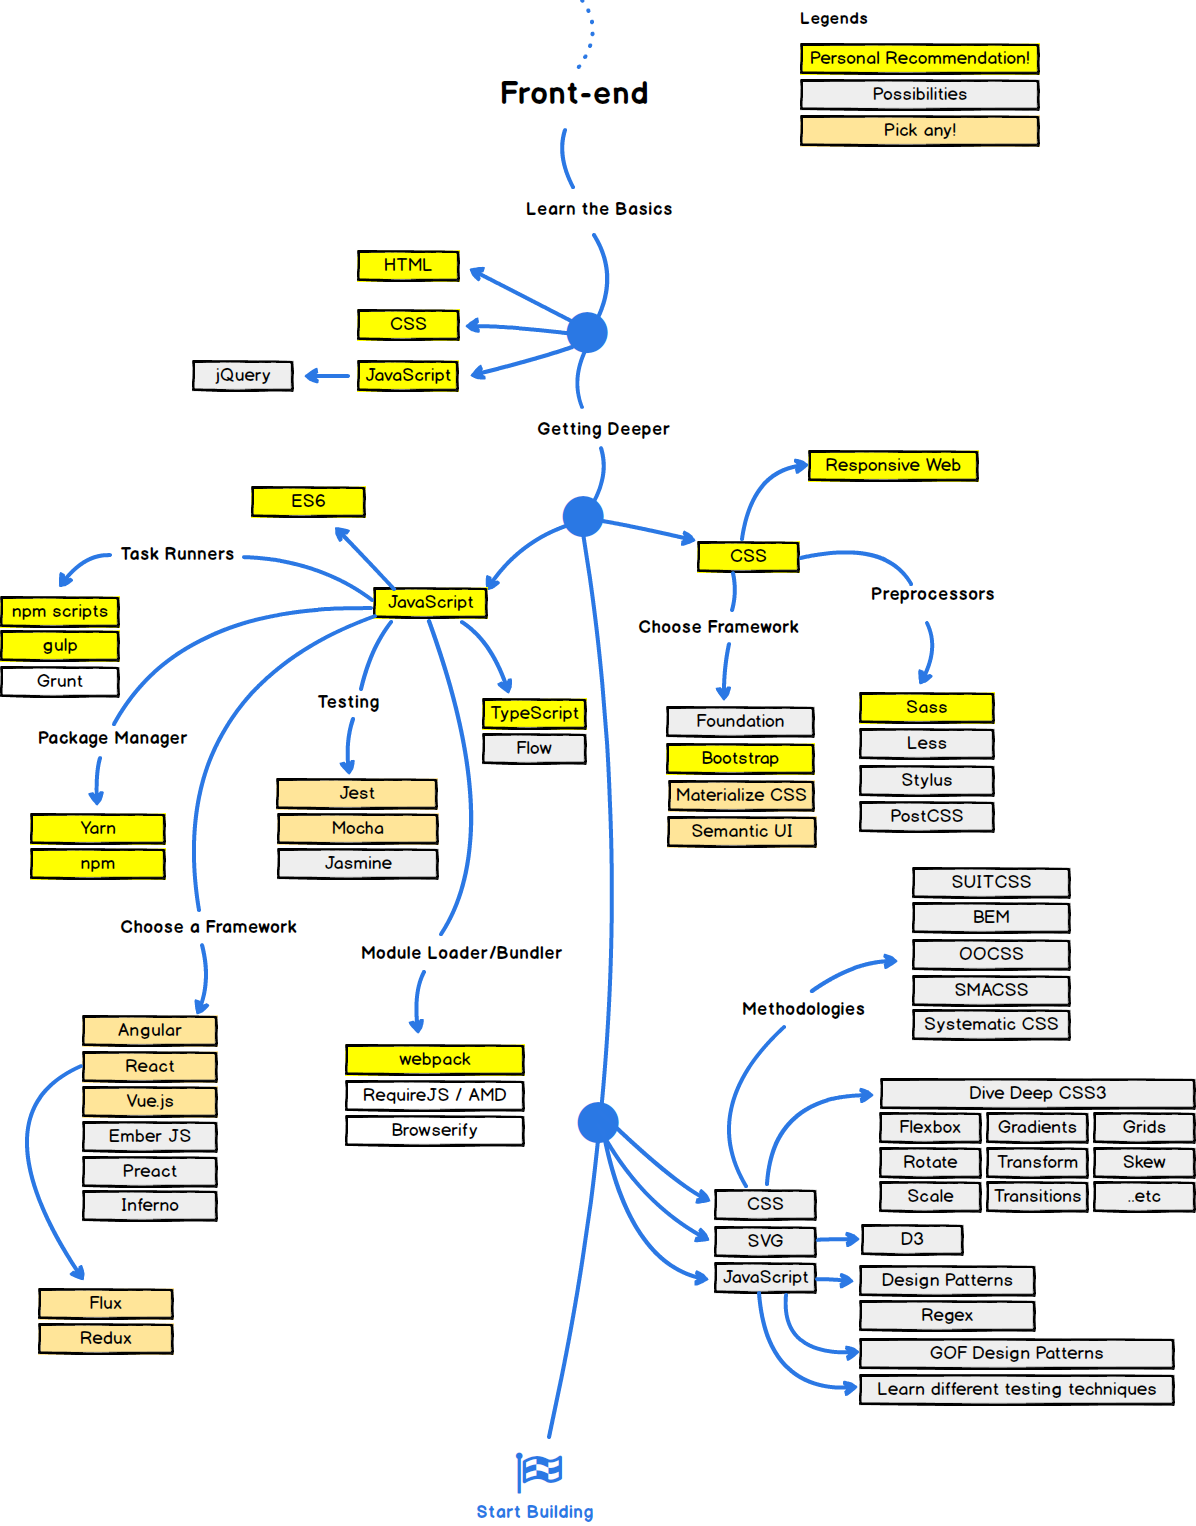 Legends
Personal Recommendation!
Possibilities
Pick any!
Front-end
Learn the Basics
HTML
CSS
JavaScript
jQuery
Getting Deeper
Responsive Web
ES6
CSS
Task Runners
JavaScript
Preprocessors
npm scripts
gulp
Grunt
Choose Framework
Testing
TypeScript
Flow
Foundation
Bootstrap
Materialize CSS
Semantic UI
Sass
Less
Stylus
PostCSS
Package Manager
Yarn
npm
Jest
Mocha
Jasmine
Choose a Framework
Module Loader/Bundler
SUITCSS
BEM
OOCSS
SMACSS
Systematic CSS
Methodologies
Angular
React
Vue.js
Ember JS
Preact
Inferno
webpack
RequireJS / AMD
Browserify
Dive Deep CSS3
Flexbox Gradients Grids
Rotate Transform Skew
Scale Transitions ..etc
CSS
SVG
JavaScript
D3
Design Patterns
Regex
GOF Design Patterns
Learn different testing techniques
Flux
Redux
Start Building